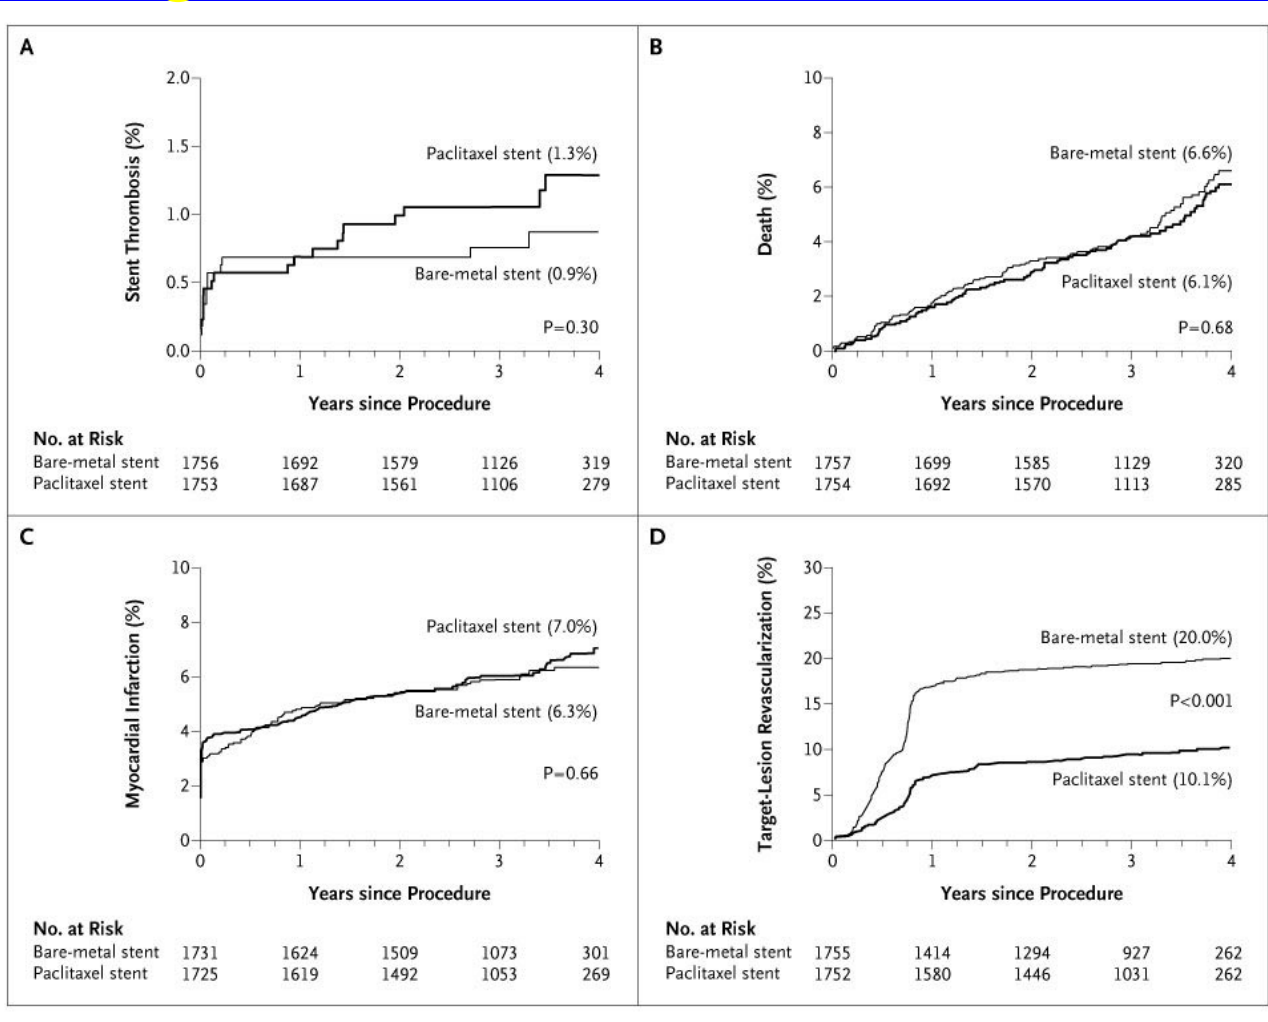 A
Stent Thrombosis (%)
2.0
1.5
1.0
0.5
0.0
Paclitaxel stent (1.3%)
Bare-metal stent (0.9%)
P=0.30
0 1 2 3 4
Years since Procedure
No. at Risk
Bare-metal stent 1756 1692 1579 1126 319
Paclitaxel stent 1753 1687 1561 1106 279
B
Death (%)
10
8
6
4
2
0
Bare-metal stent (6.6%)
Paclitaxel stent (6.1%)
P=0.68
0 1 2 3 4
Years since Procedure
No. at Risk
Bare-metal stent 1757 1699 1585 1129 320
Paclitaxel stent 1754 1692 1570 1113 285
C
Myocardial Infarction (%)
10
8
6
4
2
0
Paclitaxel stent (7.0%)
Bare-metal stent (6.3%)
P=0.66
0 1 2 3 4
Years since Procedure
No. at Risk
Bare-metal stent 1731 1624 1509 1073 301
Paclitaxel stent 1725 1619 1492 1053 269
D
Target-Lesion Revascularization (%)
30
25
20
15
10
5
0
Bare-metal stent (20.0%)
P<0.001
Paclitaxel stent (10.1%)
0 1 2 3 4
Years since Procedure
No. at Risk
Bare-metal stent 1755 1414 1294 927 262
Paclitaxel stent 1752 1580 1446 1031 262